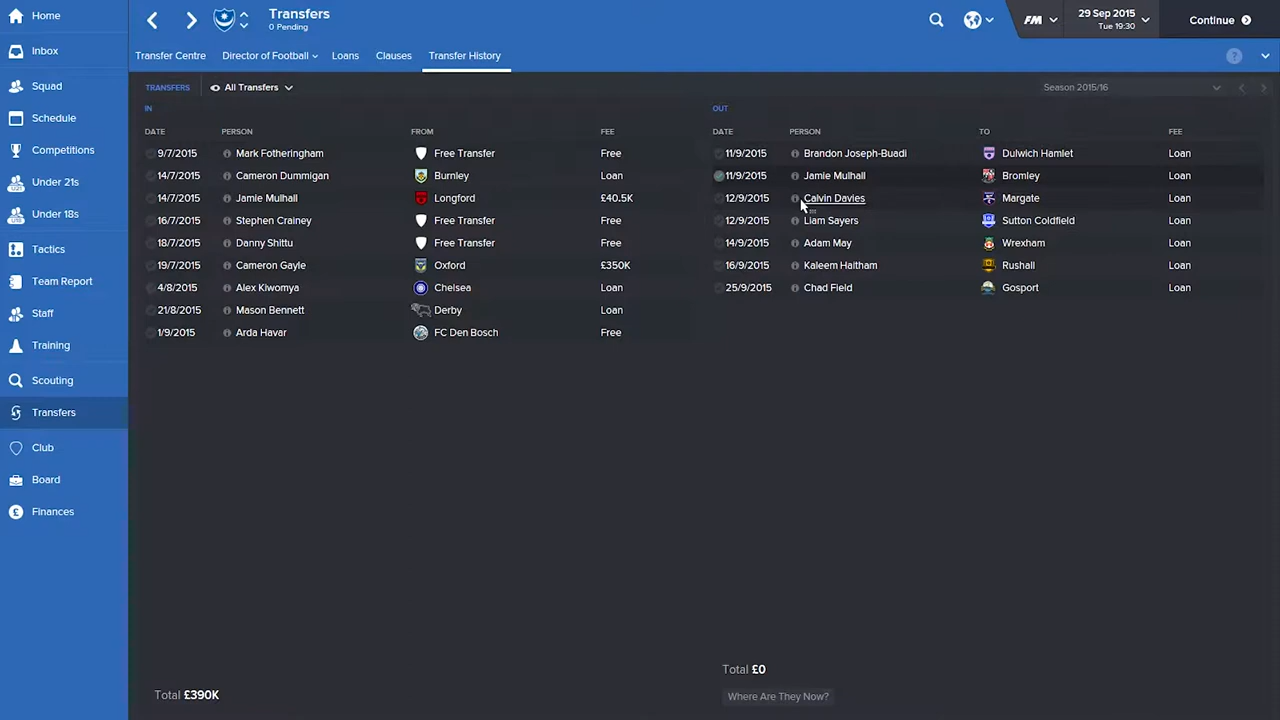 Home
Inbox
Squad
Schedule
Competitions
Under 21s
Under 18s
Tactics
Team Report
Staff
Training
Scouting
Transfers
Club
Board
Finances
Transfers
0 Pending
FM
29 Sep 2015
Tue 19:30
Continue
Transfer Centre Director of Football Loans Clauses Transfer History
TRANSFERS All Transfers Season 2015/16
IN
DATE PERSON FROM FEE
9/7/2015 Mark Fotheringham Free Transfer Free
14/7/2015 Cameron Dummigan Burnley Loan
14/7/2015 Jamie Mulhall Longford £40.5K
16/7/2015 Stephen Crainey Free Transfer Free
18/7/2015 Danny Shittu Free Transfer Free
19/7/2015 Cameron Gayle Oxford £350K
4/8/2015 Alex Kiwomya Chelsea Loan
21/8/2015 Mason Bennett Derby Loan
1/9/2015 Arda Havar FC Den Bosch Free
Total £390K
OUT
DATE PERSON TO FEE
11/9/2015 Brandon Joseph-Buadi Dulwich Hamlet Loan
11/9/2015 Jamie Mulhall Bromley Loan
12/9/2015 Calvin Davies Margate Loan
12/9/2015 Liam Sayers Sutton Coldfield Loan
14/9/2015 Adam May Wrexham Loan
16/9/2015 Kaleem Haitham Rushall Loan
25/9/2015 Chad Field Gosport Loan
Total £0
Where Are They Now?